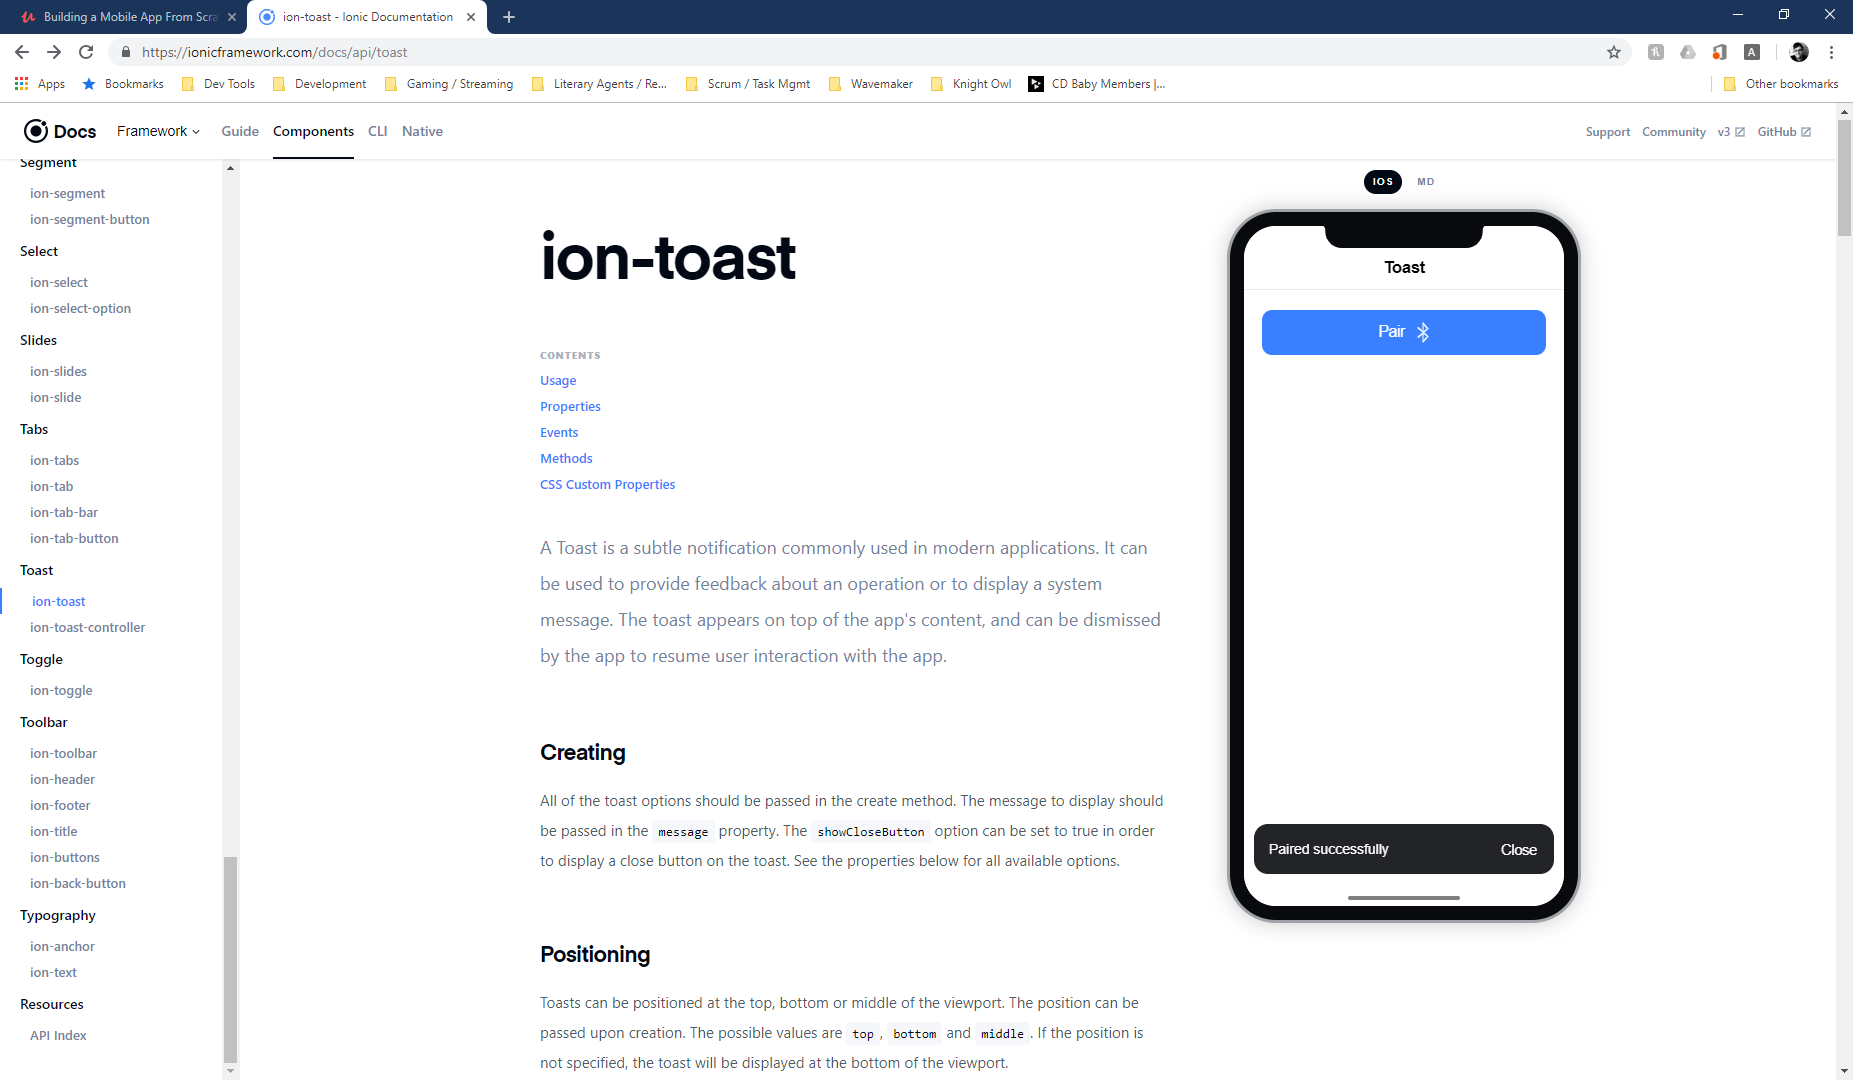 Building a Mobile App From Scra
ion-toast - Ionic Documentation
https://ionicframework.com/docs/api/toast
Apps
Bookmarks
Dev Tools
Development
Gaming / Streaming
Literary Agents / Re...
Scrum / Task Mgmt
Wavemaker
Knight Owl
CD Baby Members |...
Other bookmarks
Docs
Framework
Guide
Components
CLI
Native
Support
Community
v3
GitHub
Segment
ion-segment
ion-segment-button
Select
ion-select
ion-select-option
Slides
ion-slides
ion-slide
Tabs
ion-tabs
ion-tab
ion-tab-bar
ion-tab-button
Toast
ion-toast
ion-toast-controller
Toggle
ion-toggle
Toolbar
ion-toolbar
ion-header
ion-footer
ion-title
ion-buttons
ion-back-button
Typography
ion-anchor
ion-text
Resources
API Index
ion-toast
CONTENTS
Usage
Properties
Events
Methods
CSS Custom Properties
A Toast is a subtle notification commonly used in modern applications. It can
be used to provide feedback about an operation or to display a system
message. The toast appears on top of the app's content, and can be dismissed
by the app to resume user interaction with the app.
Creating
All of the toast options should be passed in the create method. The message to display should
be passed in the message property. The showCloseButton option can be set to true in order
to display a close button on the toast. See the properties below for all available options.
Positioning
Toasts can be positioned at the top, bottom or middle of the viewport. The position can be
passed upon creation. The possible values are top, bottom and middle. If the position is
not specified, the toast will be displayed at the bottom of the viewport.
IOS
MD
Toast
Pair
Paired successfully
Close